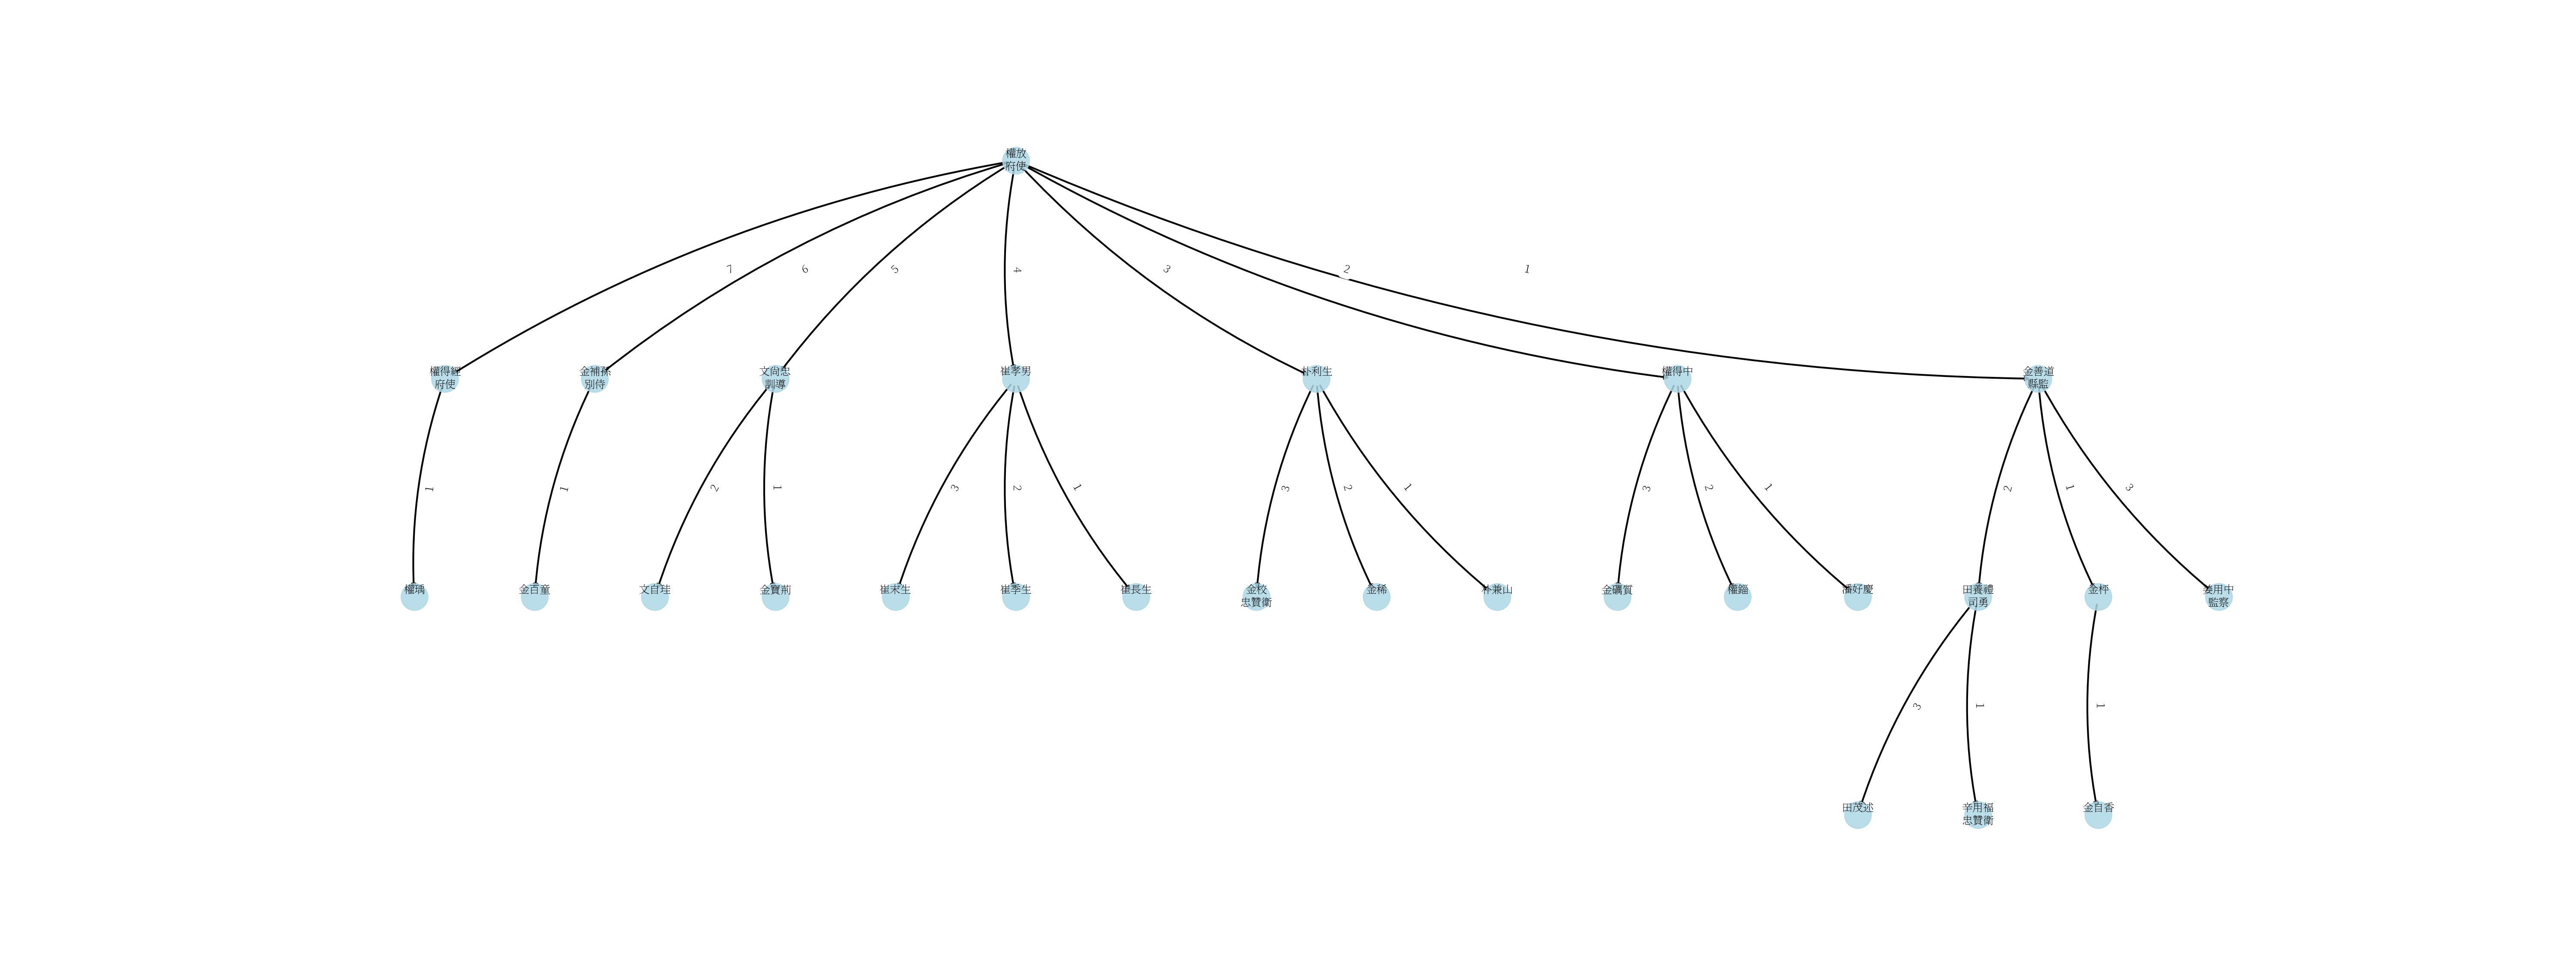 權放
府使
7
6
5
4
3
2
1
權得經
府使
金補孫
別侍
文尙忠
訓導
崔孝男
朴利生
權得中
金善道
縣監
1
1
2
1
3
2
1
3
2
1
3
2
1
2
1
3
權瑀
金百童
文自珪
金寶荊
崔末生
崔季生
崔長生
金校
忠贊衛
金稀
朴兼山
金礪質
權錙
潘好慶
田養禮
司勇
金枰
姜用中
監察
3
1
1
田茂述
辛用福
忠贊衛
金自香